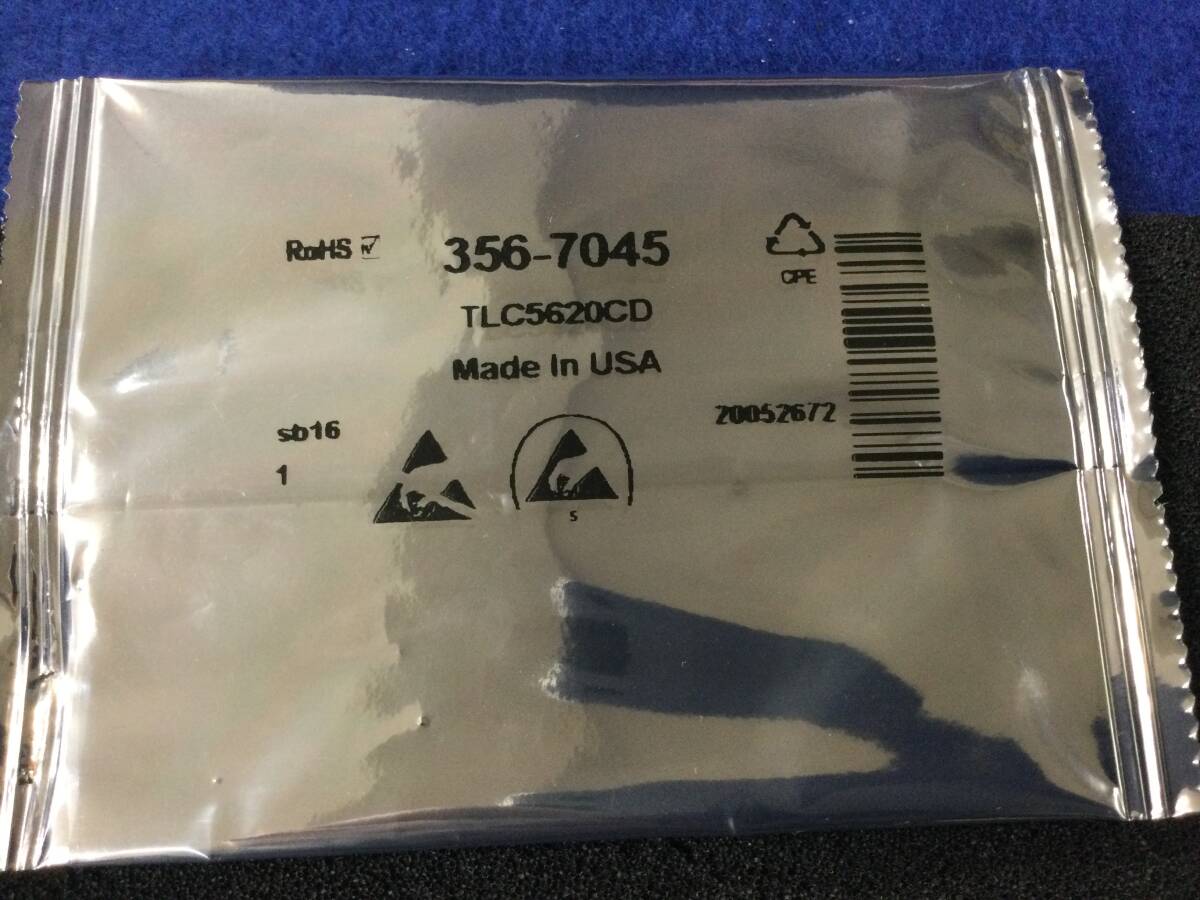 RoHS
356-7045
CPE
TLC5620CD
Made In USA
20052672
sb16
1
S